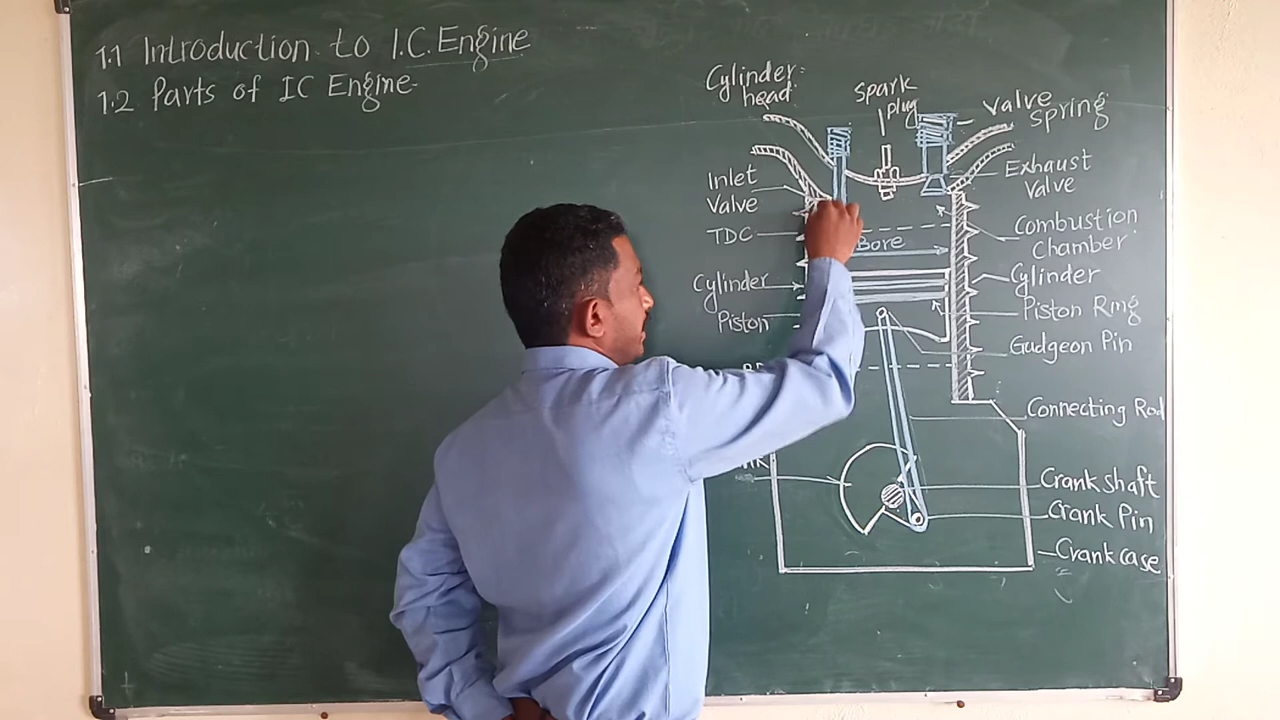 1.1 Introduction to I.C. Engine
1.2 Parts of IC Engine
Cylinder
head
Spark
plug
Valve
Spring
Inlet
Valve
Exhaust
Valve
TDC
Bore
Combustion
Chamber
Cylinder
Cylinder
Piston
Piston Ring
Gudgeon Pin
Connecting Rod
Crank shaft
Crank Pin
Crank case